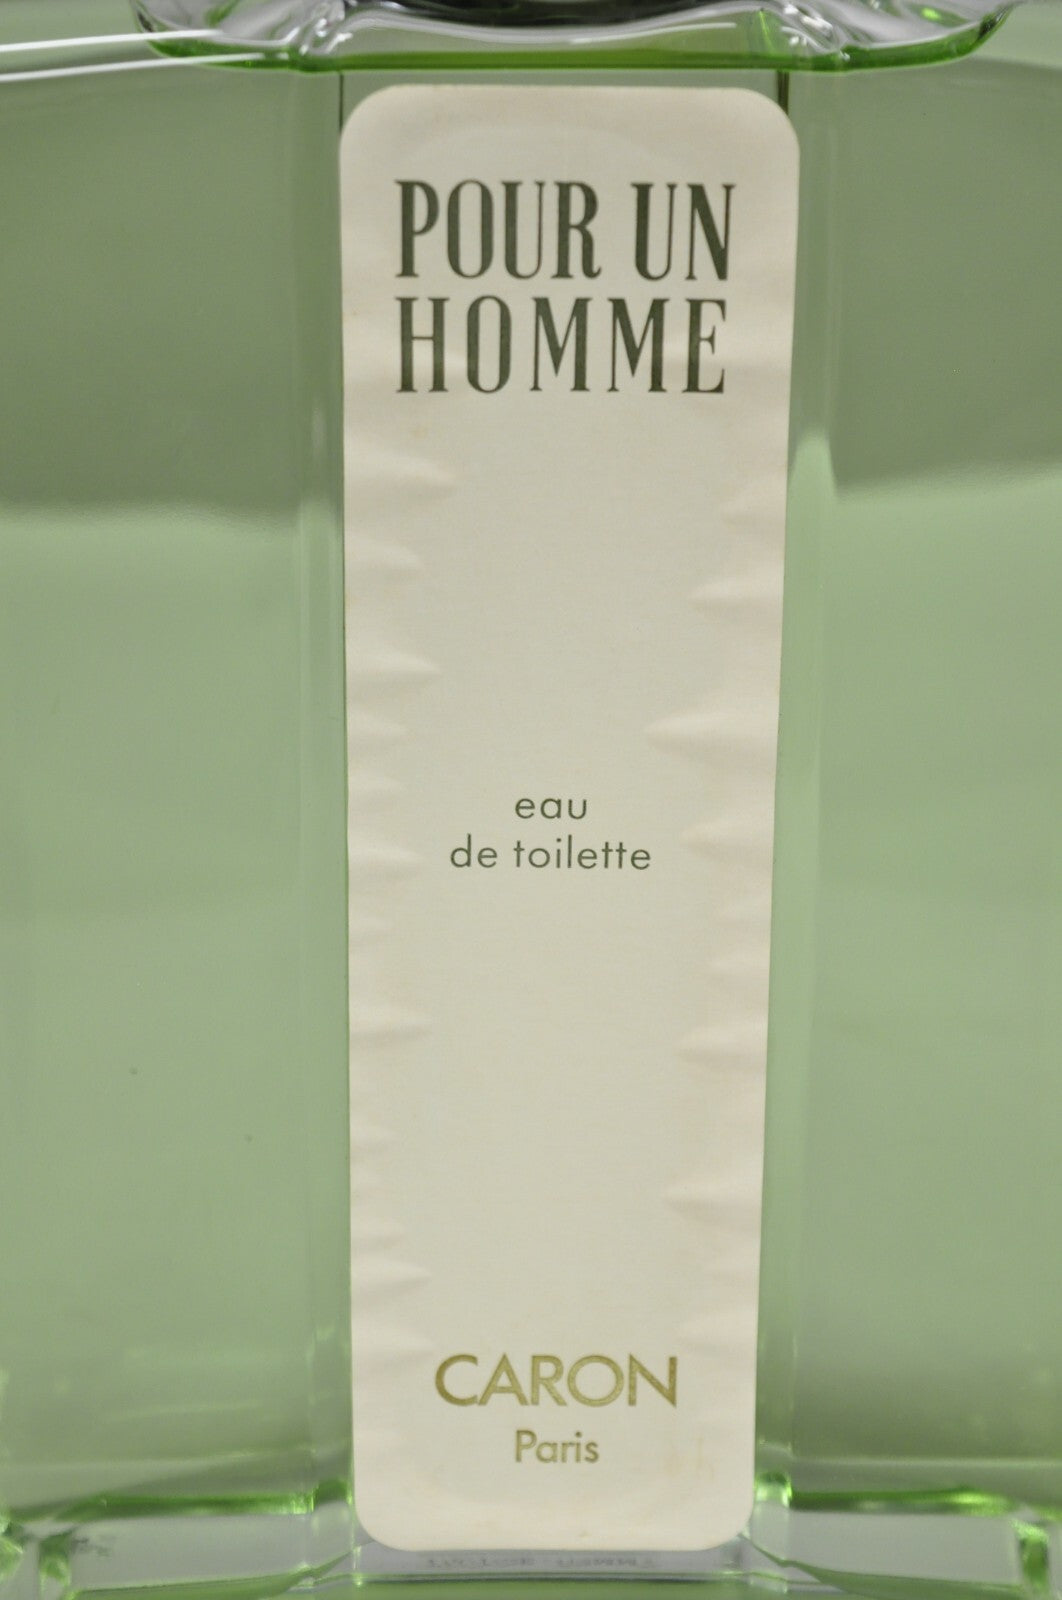 POUR UN
HOMME
eau
de toilette
CARON
Paris